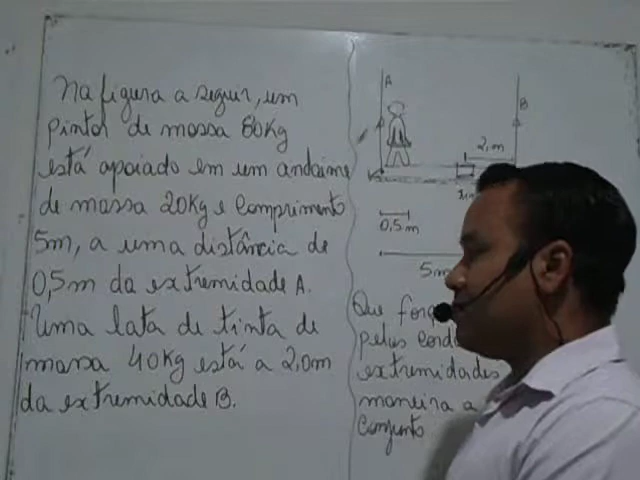 Na figura a seguir, um
pintor de massa 80Kg
está apoiado em um andaime
de massa 20Kg e comprimento
5m, a uma distância de
0,5m da extremidade A.
Uma lata de tinta de
massa 40Kg está a 2,0m
da extremidade B.
A
B
2,0m
0,5m
5m
Que
pelas
extremidades
maneira a
conjunto